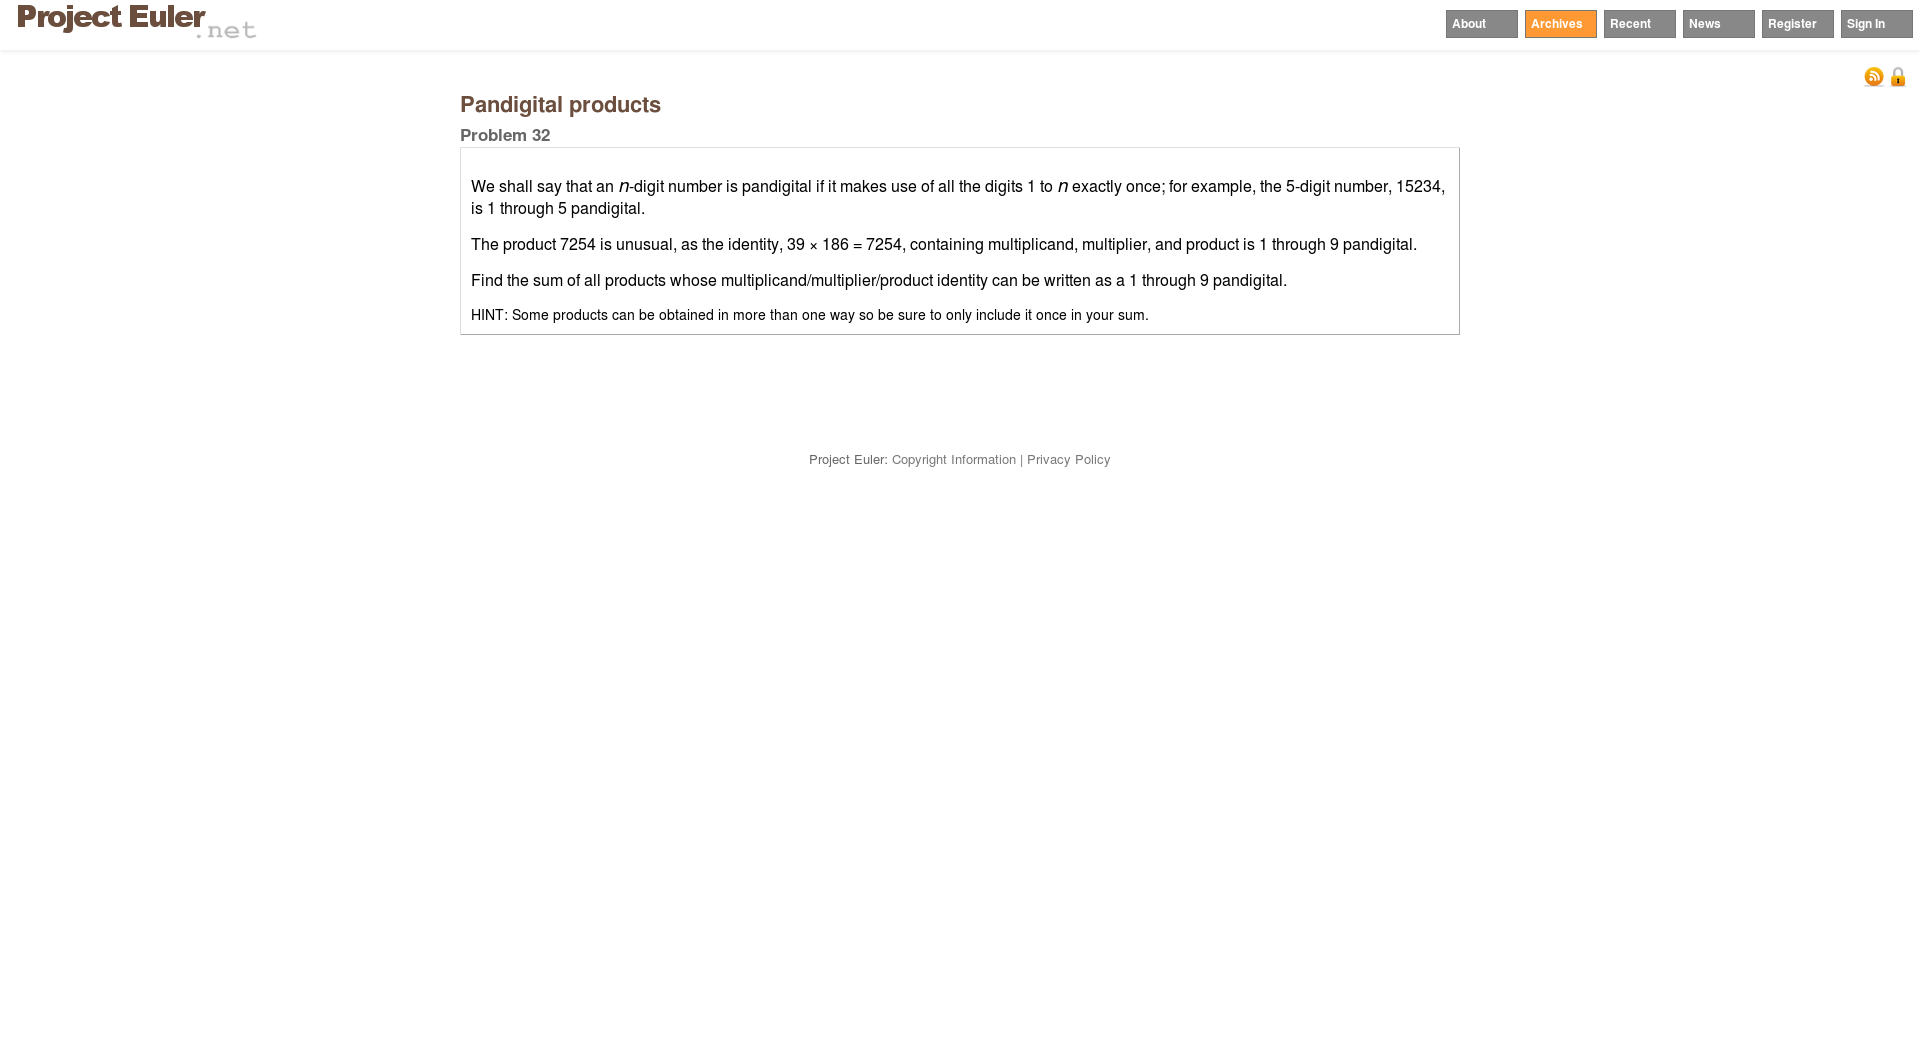 Project Euler.net
About Archives Recent News Register Sign In
Pandigital products
Problem 32
We shall say that an n-digit number is pandigital if it makes use of all the digits 1 to n exactly once; for example, the 5-digit number, 15234,
is 1 through 5 pandigital.
The product 7254 is unusual, as the identity, 39 × 186 = 7254, containing multiplicand, multiplier, and product is 1 through 9 pandigital.
Find the sum of all products whose multiplicand/multiplier/product identity can be written as a 1 through 9 pandigital.
HINT: Some products can be obtained in more than one way so be sure to only include it once in your sum.
Project Euler: Copyright Information | Privacy Policy